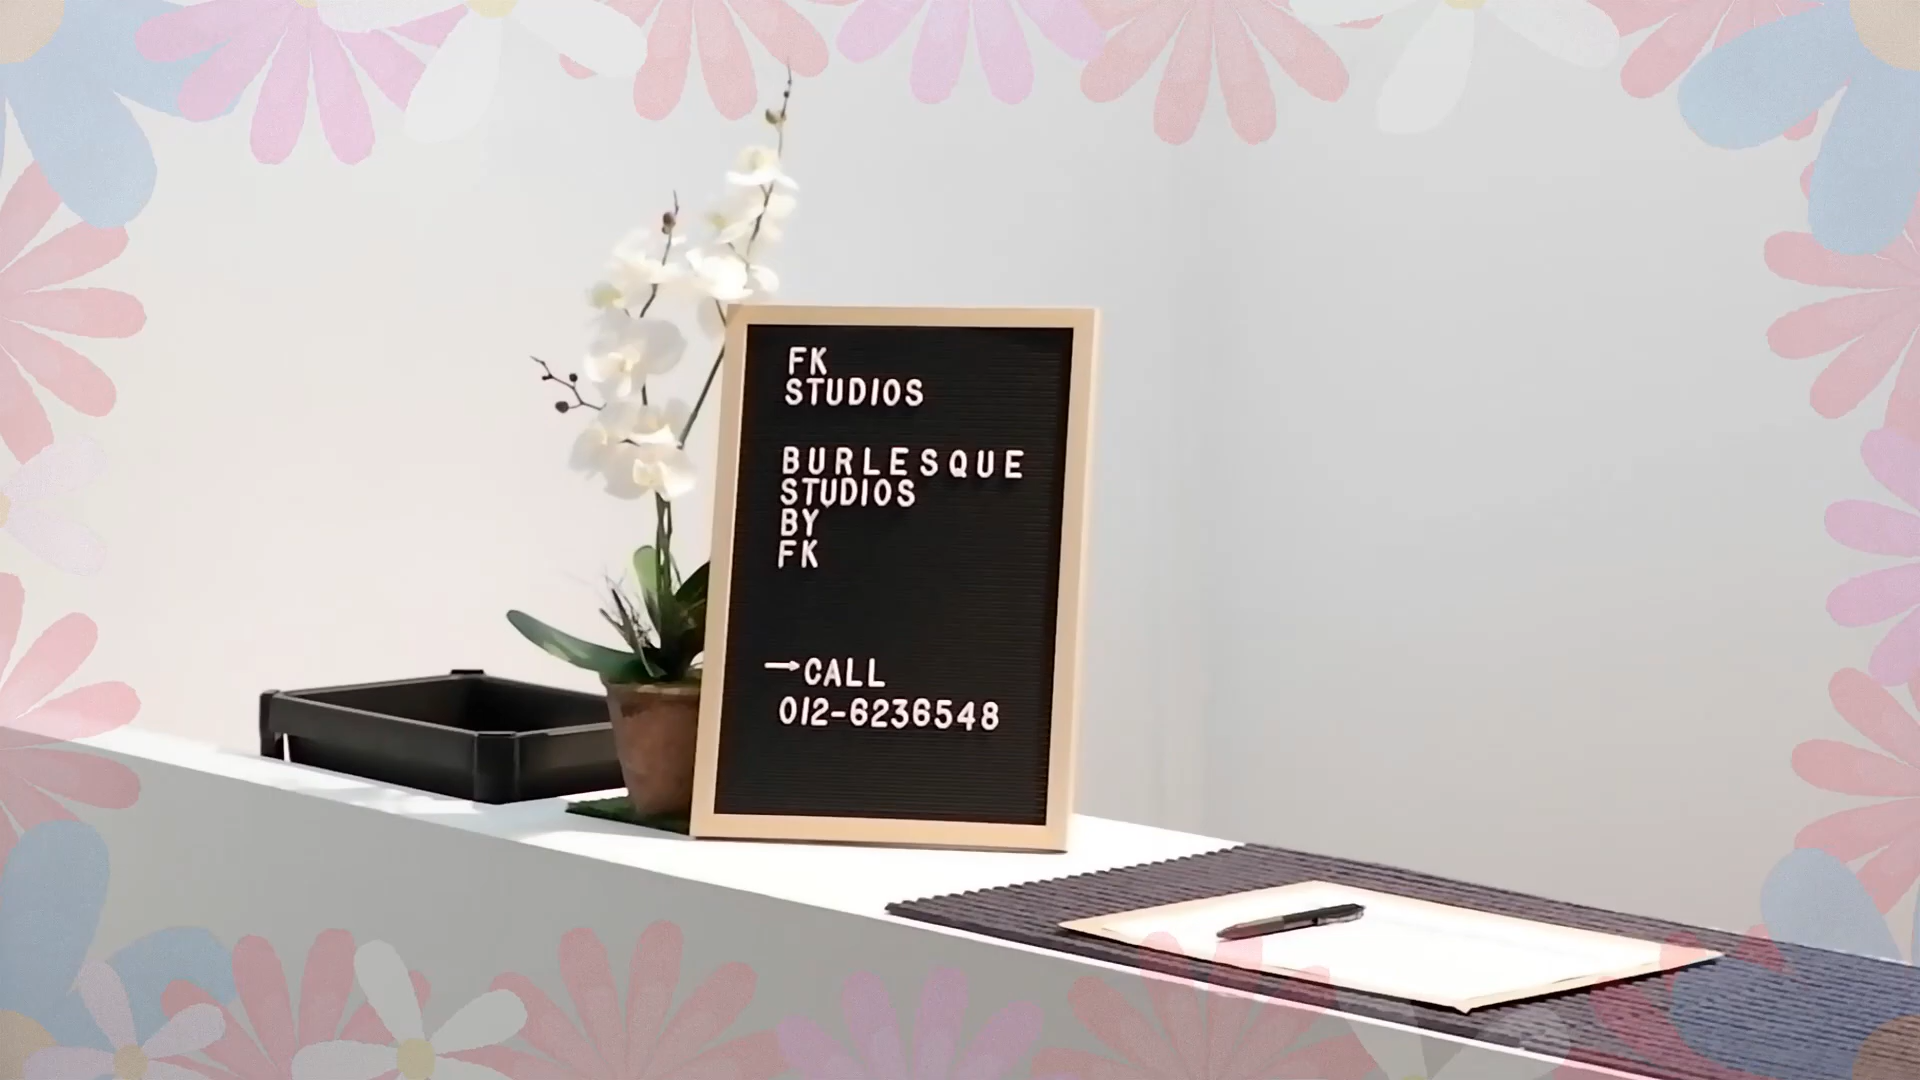 FK
STUDIOS
BURLESQUE
STUDIOS
BY
FK
→CALL
012-6236548